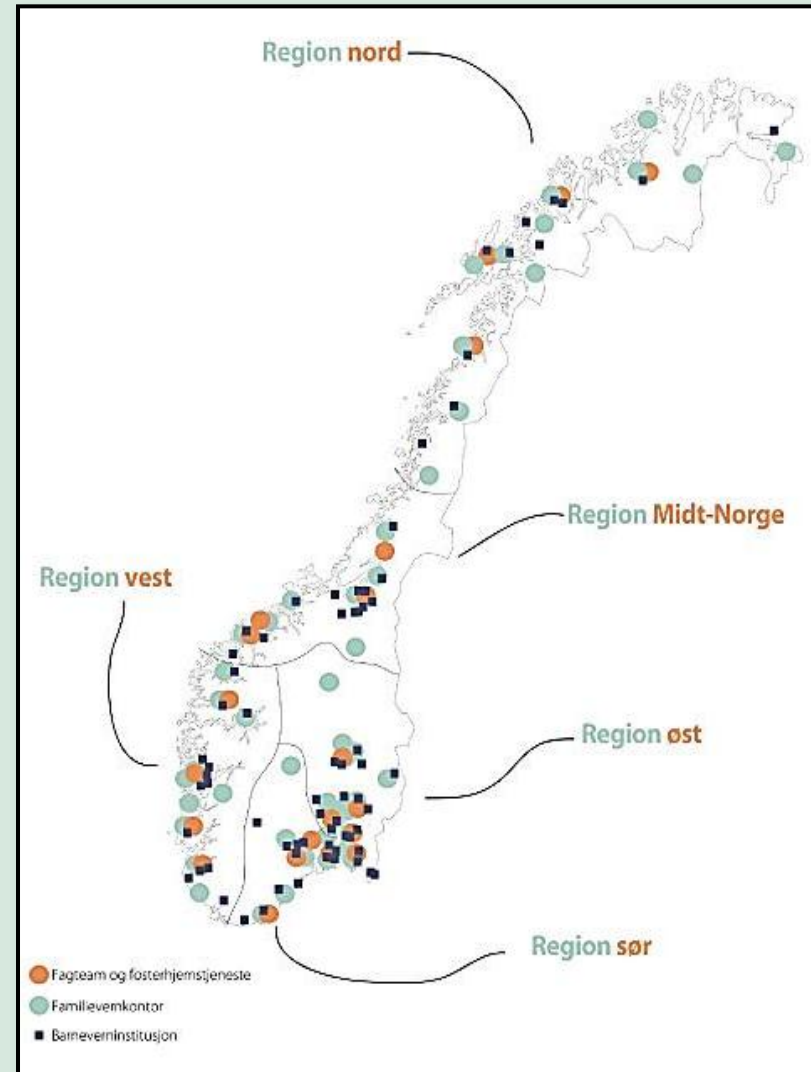 Region nord
Region Midt-Norge
Region vest
Region øst
Region sør
Fagteam og fosterhjemstjeneste
Familievernkontor
Barneverninstitusjon